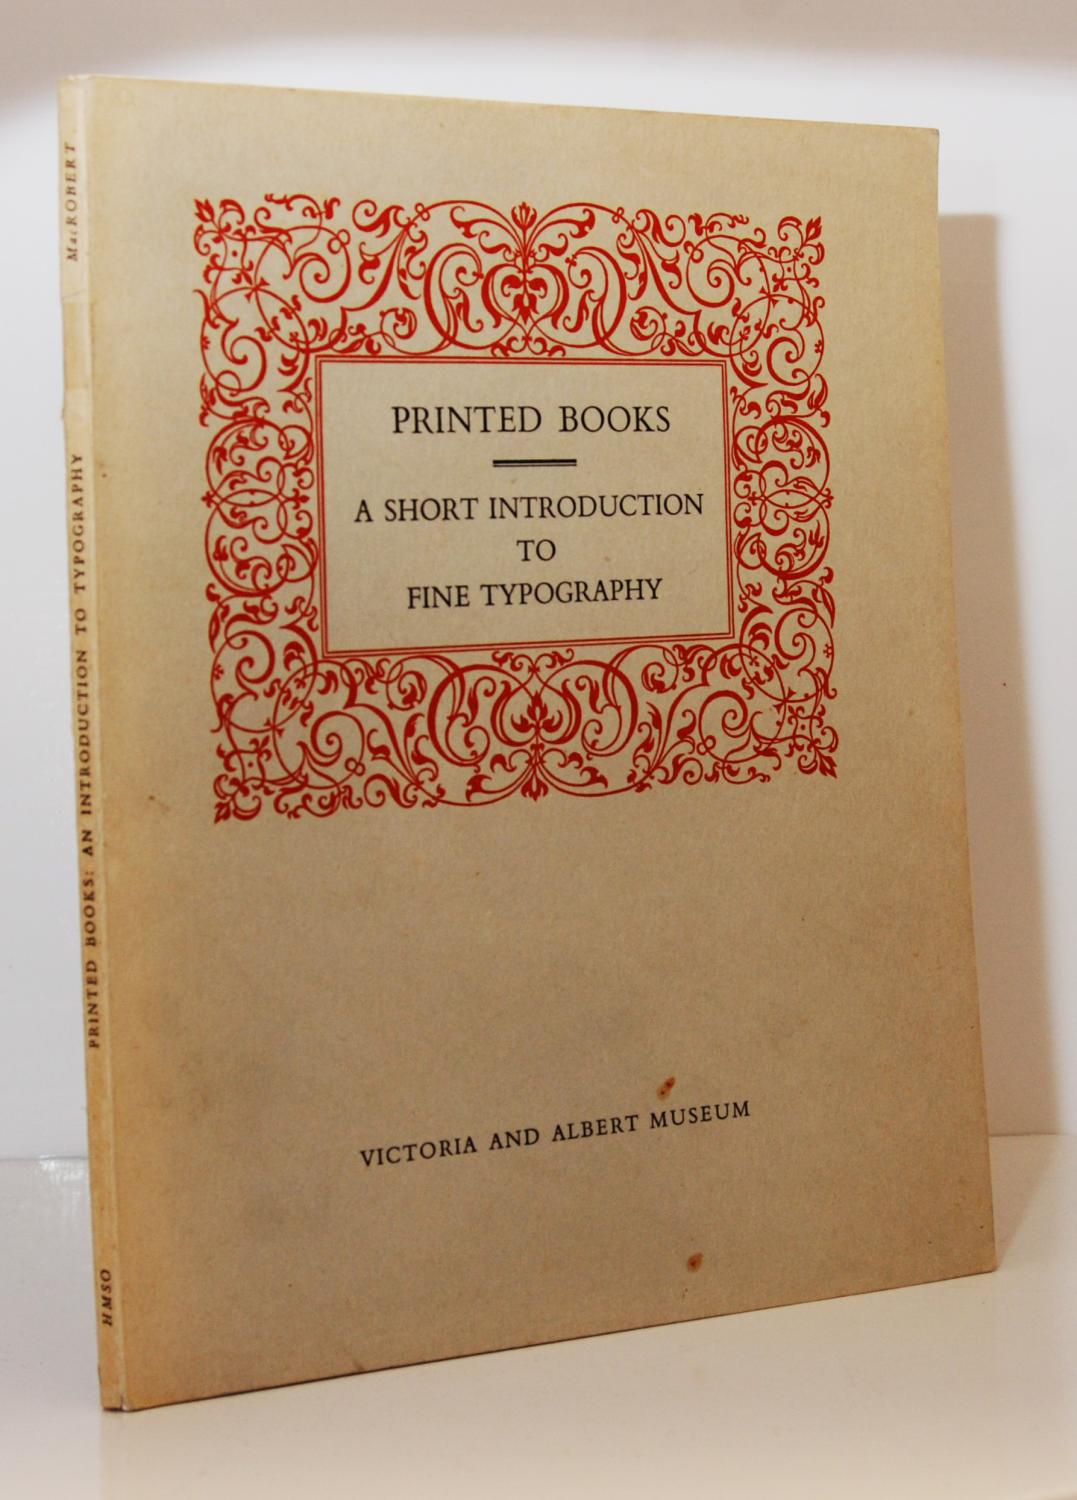 MacROBERT
PRINTED BOOKS: AN INTRODUCTION TO TYPOGRAPHY
HMSO
PRINTED BOOKS
A SHORT INTRODUCTION
TO
FINE TYPOGRAPHY
VICTORIA AND ALBERT MUSEUM